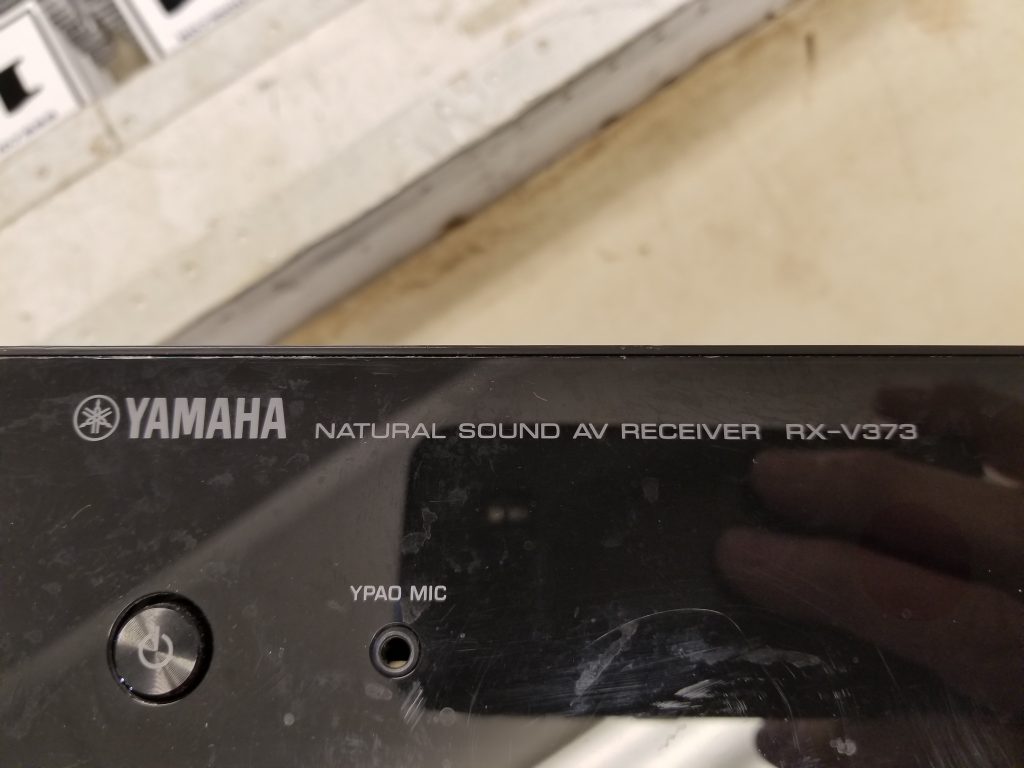 YAMAHA NATURAL SOUND AV RECEIVER RX-V373
YPAO MIC